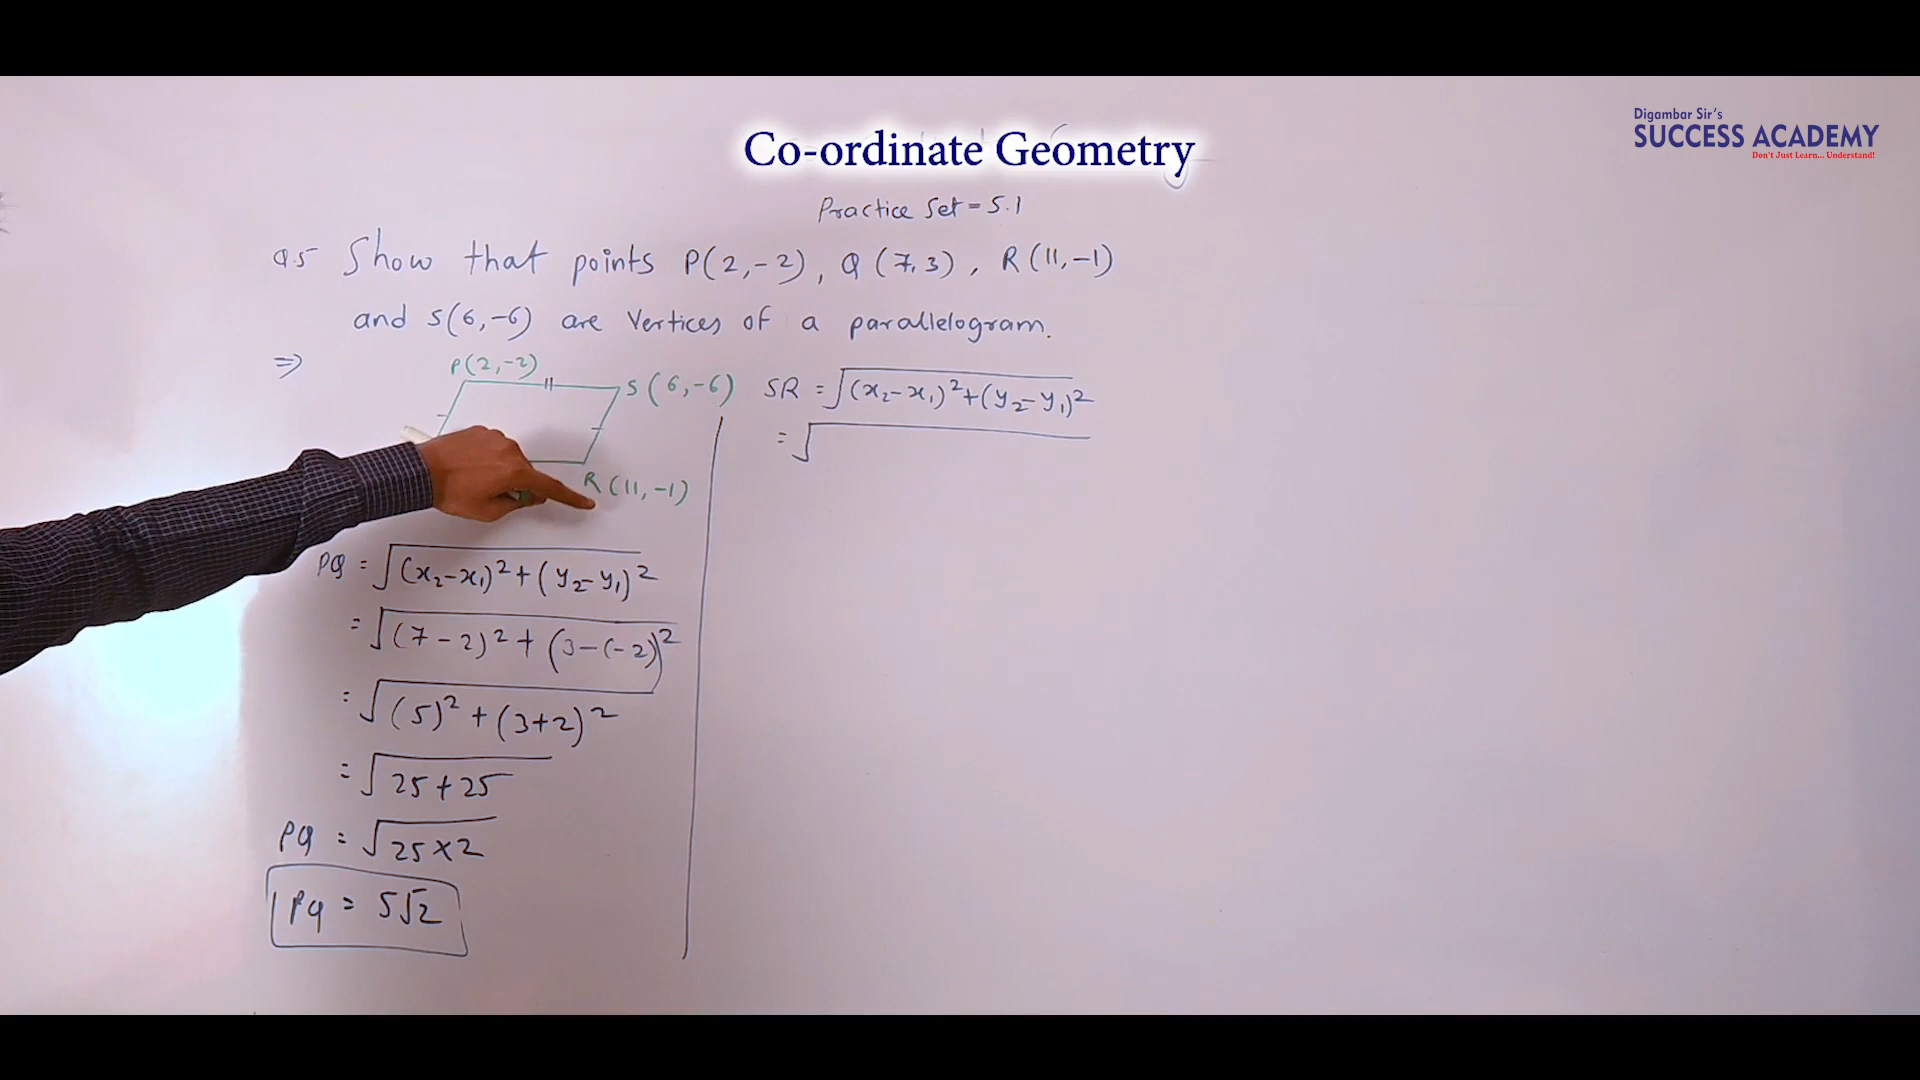 Digambar Sir's
SUCCESS ACADEMY
Don't Just Learn... Understand!
Co-ordinate Geometry
Practice Set = 5.1
Q.5 Show that points P(2,-2), Q(7,3), R(11,-1)
and S(6,-6) are Vertices of a parallelogram.
⇒
P(2,-2)
S(6,-6)
R(11,-1)
PQ = √(x₂-x₁)² + (y₂-y₁)²
= √(7-2)² + (3-(-2))²
= √(5)² + (3+2)²
= √25+25
PQ = √25×2
PQ = 5√2
SR = √(x₂-x₁)² + (y₂-y₁)²
= √